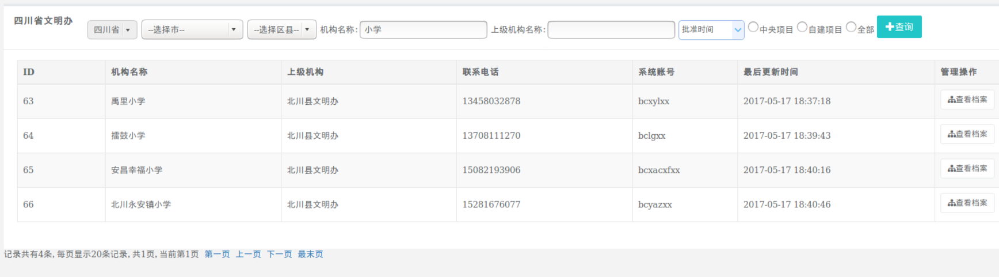 四川省文明办 四川省 --选择市-- --选择区县-- 机构名称: 小学 上级机构名称: 批准时间 中央项目 自建项目 全部 查询
ID 机构名称 上级机构 联系电话 系统账号 最后更新时间 管理操作
63 禹里小学 北川县文明办 13458032878 bcxylxx 2017-05-17 18:37:18 查看档案
64 擂鼓小学 北川县文明办 13708111270 bclgxx 2017-05-17 18:39:43 查看档案
65 安昌幸福小学 北川县文明办 15082193906 bcxacxfxx 2017-05-17 18:40:16 查看档案
66 北川永安镇小学 北川县文明办 15281676077 bcyazxx 2017-05-17 18:40:46 查看档案
记录共有4条, 每页显示20条记录, 共1页, 当前第1页 第一页 上一页 下一页 最末页